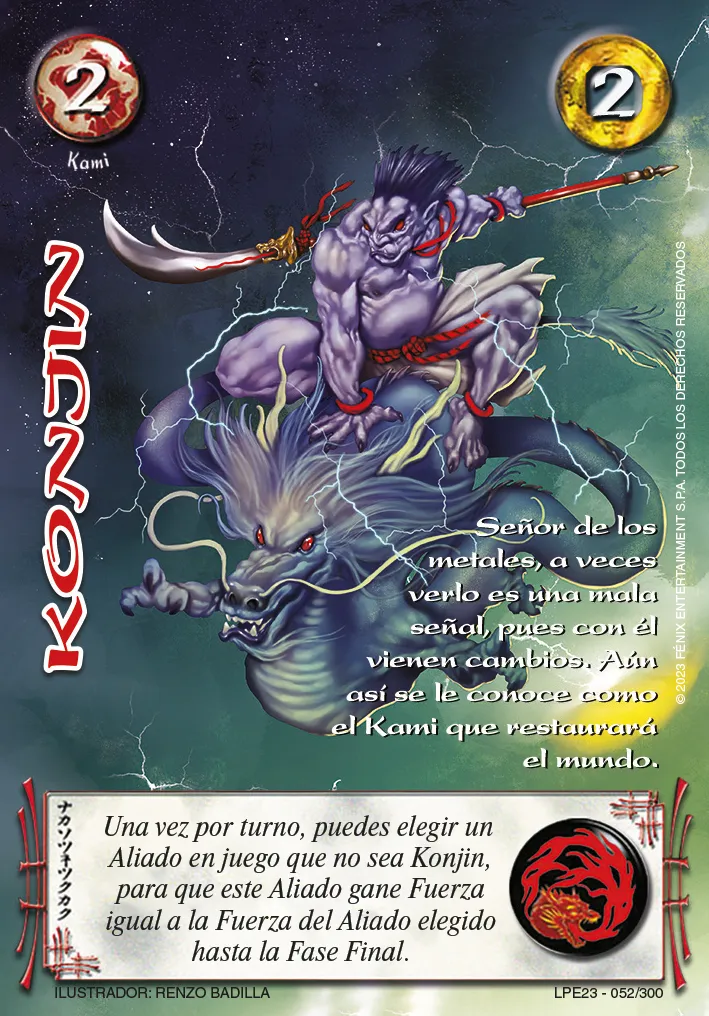 2
2
Kami
KONJIN
Señor de los
metales, a veces
verlo es una mala
señal, pues con él
vienen cambios. Aún
así se le conoce como
el Kami que restaurará
el mundo.
© 2023 FÉNIX ENTERTAINMENT S.PA. TODOS LOS DERECHOS RESERVADOS
ナカソツォツクカク
Una vez por turno, puedes elegir un
Aliado en juego que no sea Konjin,
para que este Aliado gane Fuerza
igual a la Fuerza del Aliado elegido
hasta la Fase Final.
ILUSTRADOR: RENZO BADILLA
LPE23 - 052/300